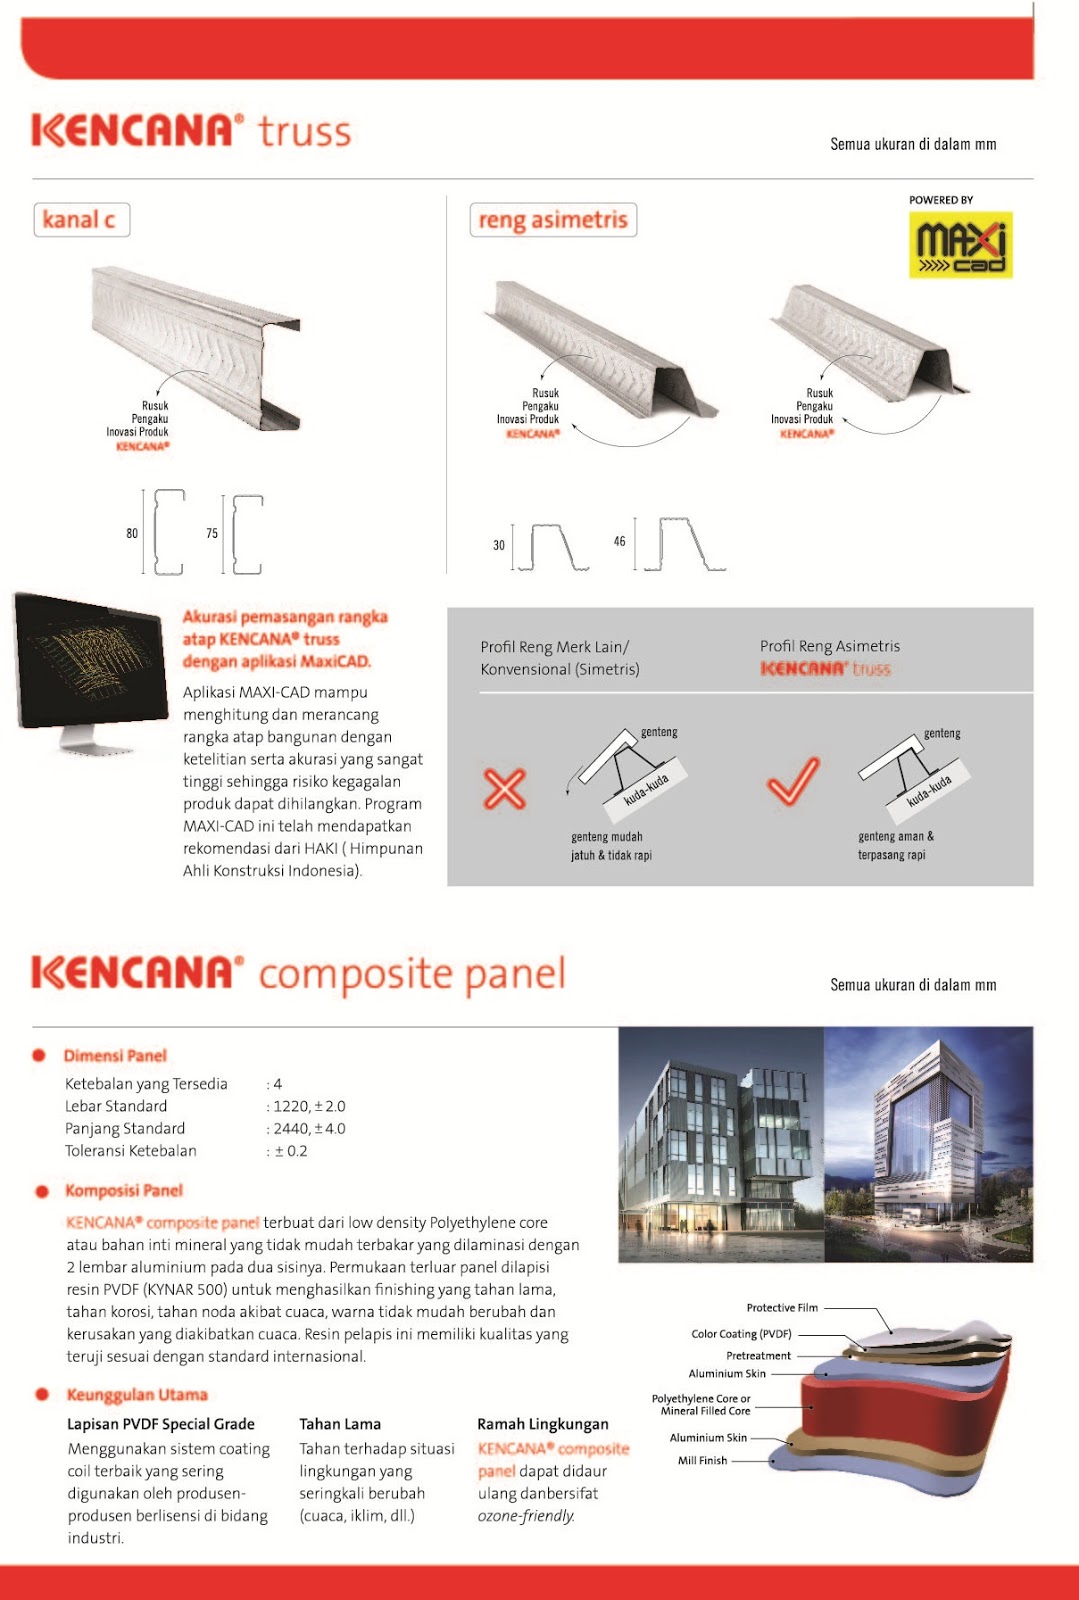 KENCANA® truss
Semua ukuran di dalam mm
kanal c
reng asimetris
POWERED BY
MAXi
cad
Rusuk
Pengaku
Inovasi Produk
KENCANA®
Rusuk
Pengaku
Inovasi Produk
KENCANA®
Rusuk
Pengaku
Inovasi Produk
KENCANA®
80
75
30
46
Akurasi pemasangan rangka
atap KENCANA® truss
dengan aplikasi MaxiCAD.
Aplikasi MAXI-CAD mampu
menghitung dan merancang
rangka atap bangunan dengan
ketelitian serta akurasi yang sangat
tinggi sehingga risiko kegagalan
produk dapat dihilangkan. Program
MAXI-CAD ini telah mendapatkan
rekomendasi dari HAKI ( Himpunan
Ahli Konstruksi Indonesia).
Profil Reng Merk Lain/
Konvensional (Simetris)
genteng
kuda-kuda
genteng mudah
jatuh & tidak rapi
Profil Reng Asimetris
KENCANA® truss
genteng
kuda-kuda
genteng aman &
terpasang rapi
KENCANA® composite panel
Semua ukuran di dalam mm
Dimensi Panel
Ketebalan yang Tersedia : 4
Lebar Standard : 1220, ± 2.0
Panjang Standard : 2440, ± 4.0
Toleransi Ketebalan : ± 0.2
Komposisi Panel
KENCANA® composite panel terbuat dari low density Polyethylene core
atau bahan inti mineral yang tidak mudah terbakar yang dilaminasi dengan
2 lembar aluminium pada dua sisinya. Permukaan terluar panel dilapisi
resin PVDF (KYNAR 500) untuk menghasilkan finishing yang tahan lama,
tahan korosi, tahan noda akibat cuaca, warna tidak mudah berubah dan
kerusakan yang diakibatkan cuaca. Resin pelapis ini memiliki kualitas yang
teruji sesuai dengan standard internasional.
Keunggulan Utama
Lapisan PVDF Special Grade
Menggunakan sistem coating
coil terbaik yang sering
digunakan oleh produsen-
produsen berlisensi di bidang
industri.
Tahan Lama
Tahan terhadap situasi
lingkungan yang
seringkali berubah
(cuaca, iklim, dll.)
Ramah Lingkungan
KENCANA® composite
panel dapat didaur
ulang danbersifat
ozone-friendly.
Protective Film
Color Coating (PVDF)
Pretreatment
Aluminium Skin
Polyethylene Core or
Mineral Filled Core
Aluminium Skin
Mill Finish